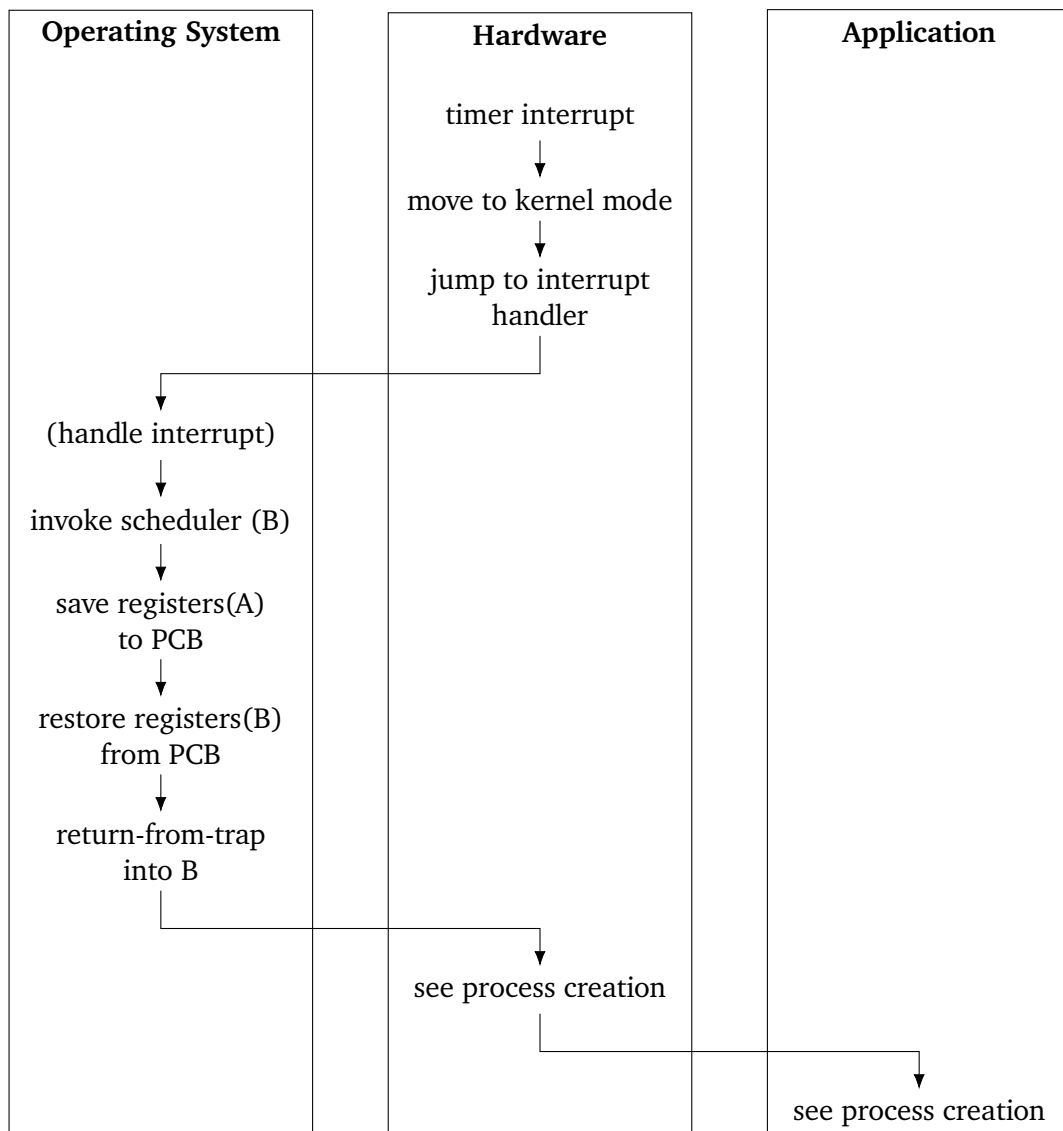 Operating System
Hardware
Application
timer interrupt
move to kernel mode
jump to interrupt
handler
(handle interrupt)
invoke scheduler (B)
save registers(A)
to PCB
restore registers(B)
from PCB
return-from-trap
into B
see process creation
see process creation